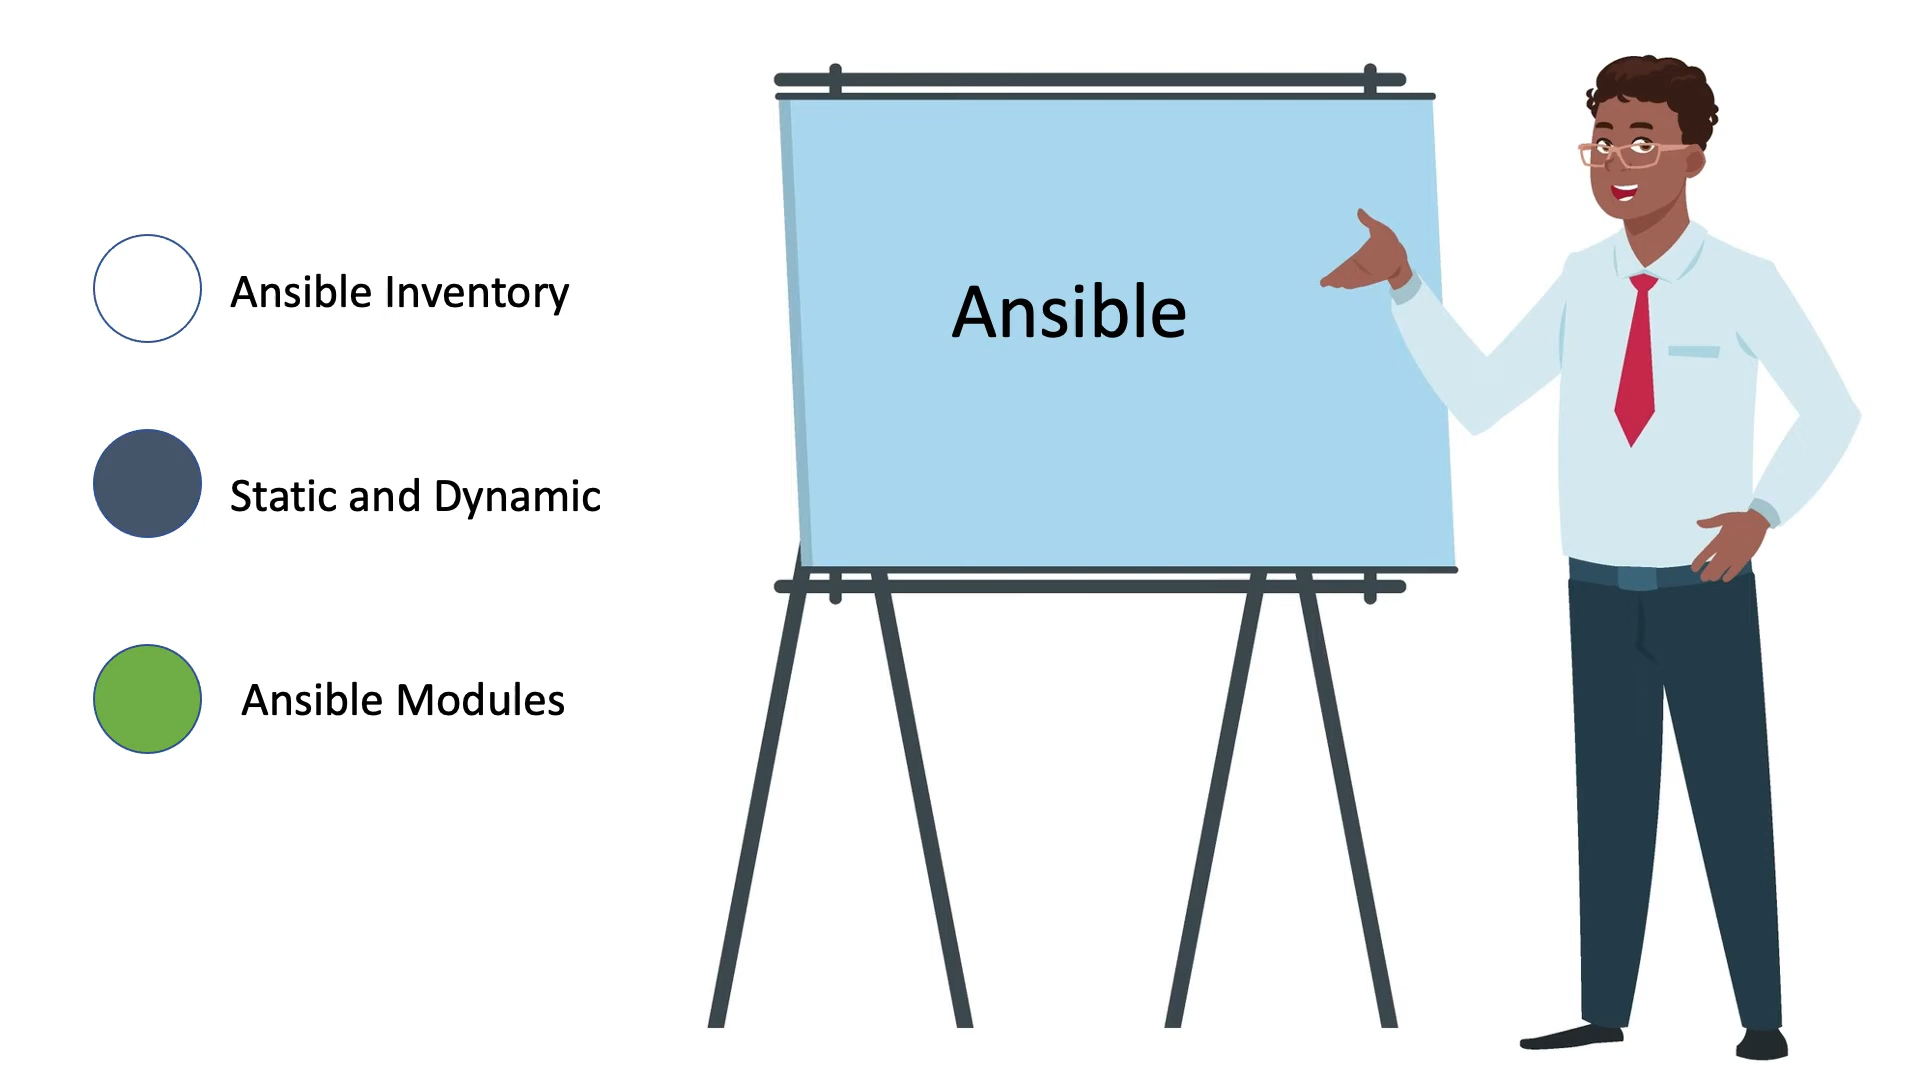 Ansible Inventory
Static and Dynamic
Ansible Modules
Ansible